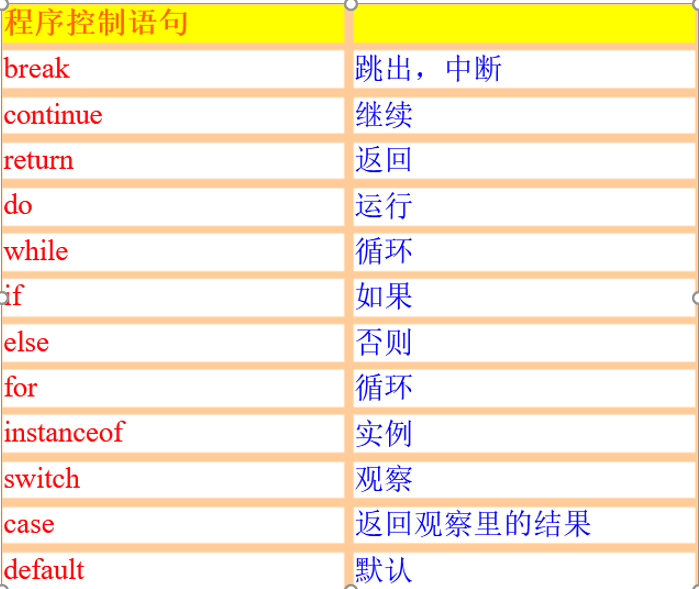 程序控制语句
break 跳出，中断
continue 继续
return 返回
do 运行
while 循环
if 如果
else 否则
for 循环
instanceof 实例
switch 观察
case 返回观察里的结果
default 默认